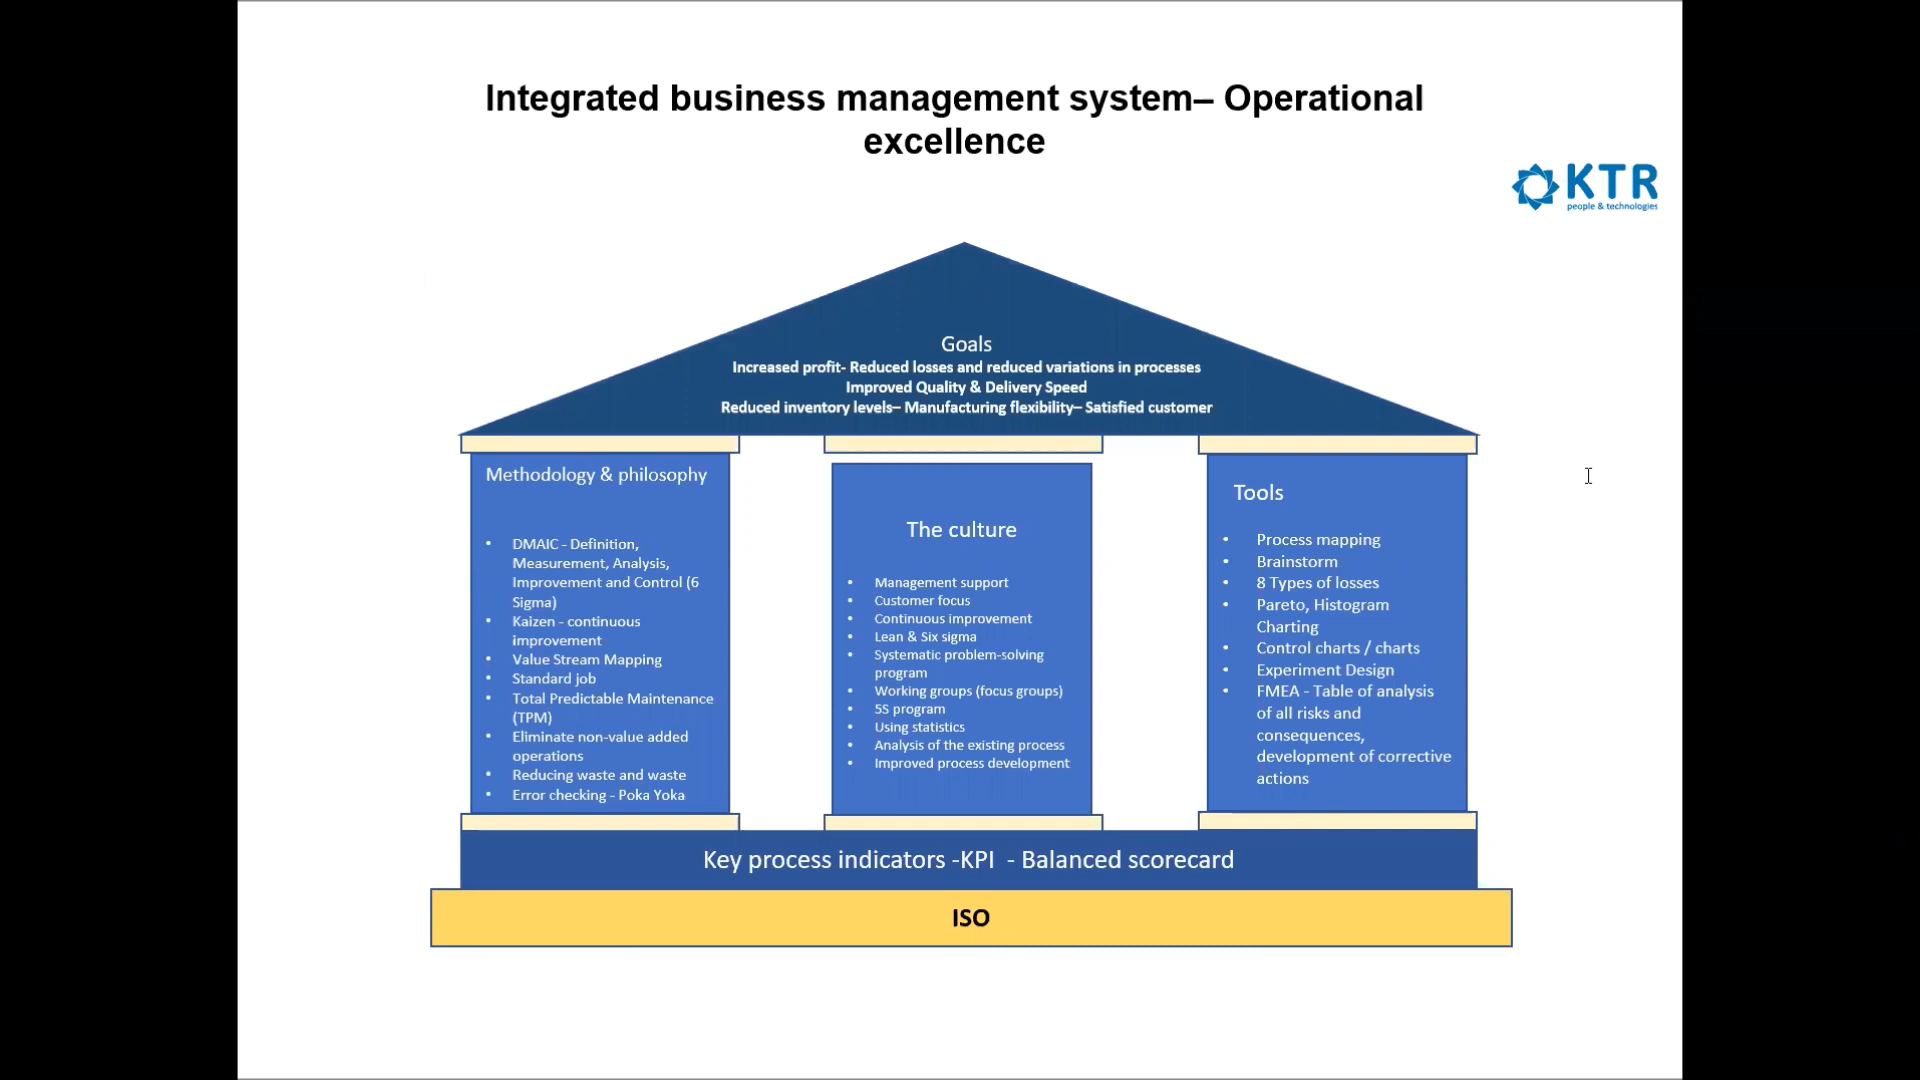 Integrated business management system– Operational
excellence
KTR
people & technologies
Goals
Increased profit- Reduced losses and reduced variations in processes
Improved Quality & Delivery Speed
Reduced inventory levels– Manufacturing flexibility– Satisfied customer
Methodology & philosophy
• DMAIC - Definition,
Measurement, Analysis,
Improvement and Control (6
Sigma)
• Kaizen - continuous
improvement
• Value Stream Mapping
• Standard job
• Total Predictable Maintenance
(TPM)
• Eliminate non-value added
operations
• Reducing waste and waste
• Error checking - Poka Yoka
The culture
• Management support
• Customer focus
• Continuous improvement
• Lean & Six sigma
• Systematic problem-solving
program
• Working groups (focus groups)
• 5S program
• Using statistics
• Analysis of the existing process
• Improved process development
Tools
• Process mapping
• Brainstorm
• 8 Types of losses
• Pareto, Histogram
Charting
• Control charts / charts
• Experiment Design
• FMEA - Table of analysis
of all risks and
consequences,
development of corrective
actions
Key process indicators -KPI - Balanced scorecard
ISO